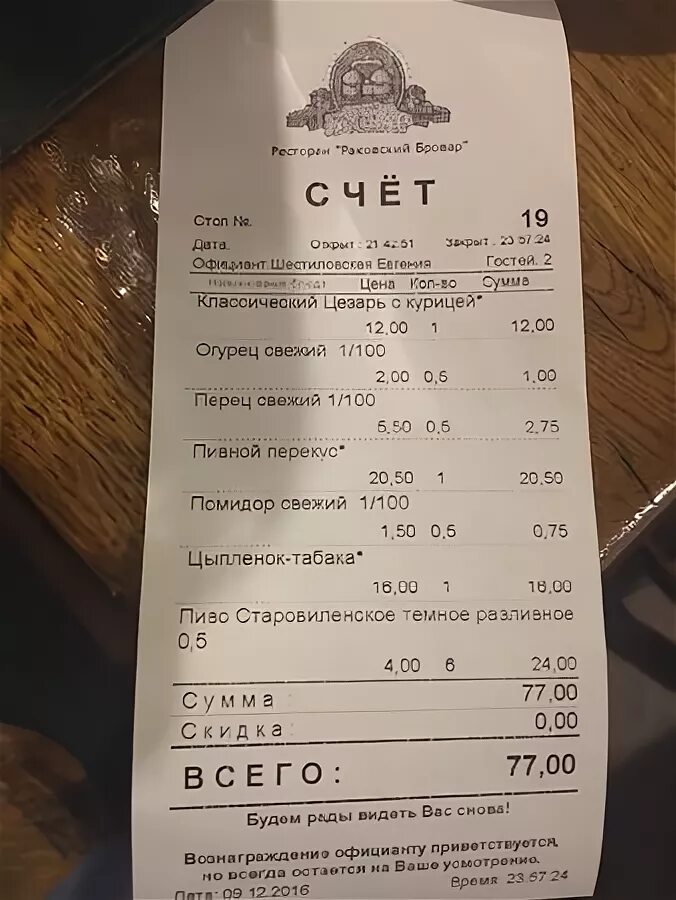 Ресторан "Раковский Бровар"
СЧЁТ
Стол №. 19
Дата. Открыт : 21 42:51 Закрыт . 23 57 24
Официант Шестиловская Евгения Гостей. 2
Цена Кол-во Сумма
Классический Цезарь с курицей*
12,00 1 12,00
Огурец свежий 1/100
2,00 0,5 1,00
Перец свежий 1/100
5,50 0,5 2,75
Пивной перекус*
20,50 1 20,50
Помидор свежий 1/100
1,50 0,5 0,75
Цыпленок-табака*
16,00 1 16,00
Пиво Старовиленское темное разливное
0,5
4,00 6 24,00
Сумма : 77,00
Скидка : 0,00
ВСЕГО: 77,00
Будем рады видеть Вас снова!
Вознаграждение официанту приветствуется,
но всегда остается на Ваше усмотрение.
Дата: 09 12.2016 Время 23.57 24